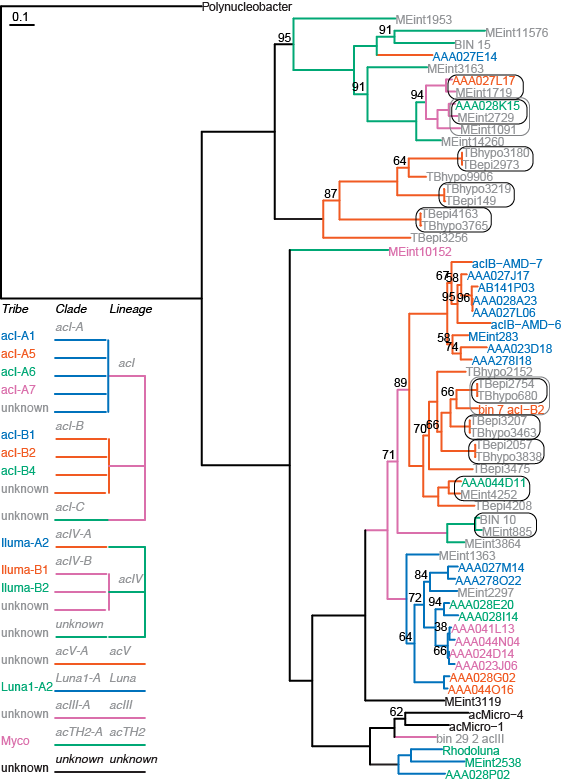 Polynucleobacter
0.1
MEint1953
95
91
MEint11576
BIN 15
AAA027E14
MEint3163
91
AAA027L17
94
MEint1719
AAA028K15
MEint2729
MEint1091
MEint14260
TBhypo3180
64
TBepi2973
TBhypo9906
87
TBhypo3219
TBepi149
TBepi4163
TBhypo3765
TBepi3256
MEint10152
acIB-AMD-7
67
58
AAA027J17
AB141P03
95
96
AAA028A23
AAA027L06
acIB-AMD-6
58
MEint283
74
AAA023D18
AAA278I18
TBhypo2152
89
66
TBepi2754
TBhypo680
bin 7 acI-B2
70
66
TBepi3207
TBhypo3463
71
TBepi2057
TBhypo3838
TBepi3475
AAA044D11
MEint4252
TBepi4208
BIN 10
MEint885
MEint3864
MEint1363
84
AAA027M14
AAA278O22
MEint2297
72
94
AAA028E20
AAA028I14
38
AAA041L13
64
AAA044N04
66
AAA024D14
AAA023J06
AAA028G02
AAA044O16
MEint3119
62
acMicro-4
acMicro-1
bin 29 2 acIII
Rhodoluna
MEint2538
AAA028P02
Tribe Clade Lineage
acI-A
acI-A1
acI-A5 acI
acI-A6
acI-A7
unknown
acI-B
acI-B1
acI-B2
acI-B4
unknown
acI-C
unknown
acIV-A
Iluma-A2
acIV-B
Iluma-B1 acIV
Iluma-B2
unknown
unknown
unknown
acV-A acV
unknown
Luna1-A Luna
Luna1-A2
acIII-A acIII
unknown
acTH2-A acTH2
Myco
unknown unknown
unknown